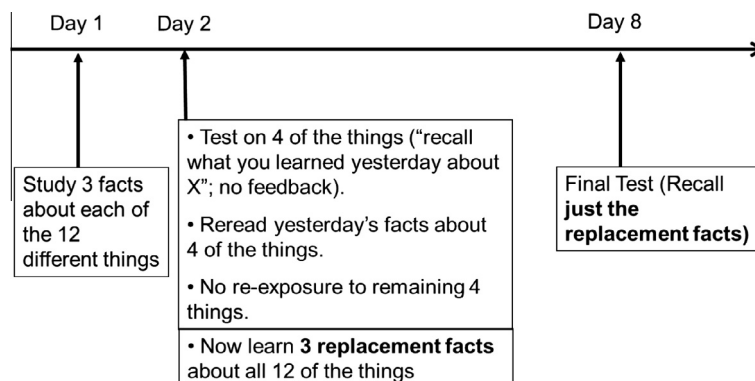 Day 1
Day 2
Day 8
Study 3 facts
about each of
the 12
different things
• Test on 4 of the things (“recall
what you learned yesterday about
X”; no feedback).
• Reread yesterday’s facts about
4 of the things.
• No re-exposure to remaining 4
things.
• Now learn 3 replacement facts
about all 12 of the things
Final Test (Recall
just the
replacement facts)